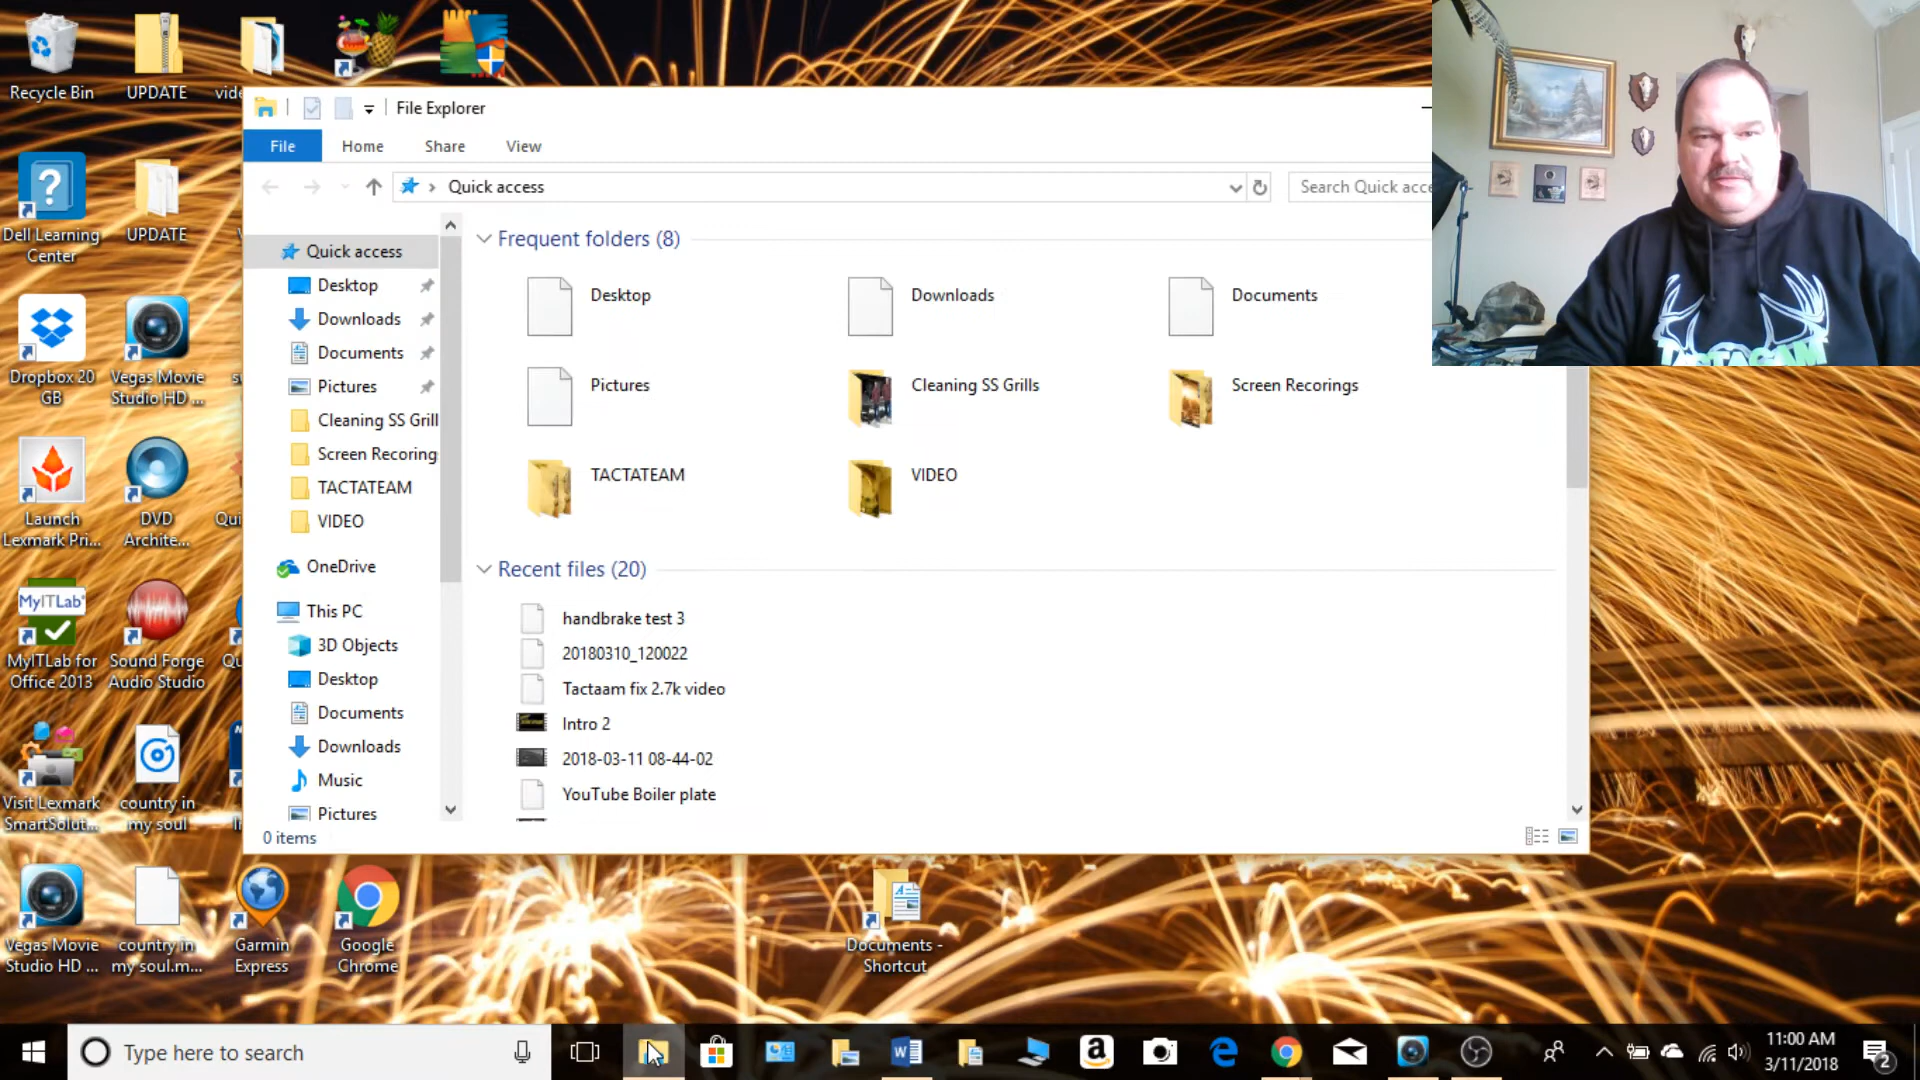 Recycle Bin
UPDATE
File Explorer
File
Home
Share
View
Quick access
Search Quick acce
Dell Learning
Center
UPDATE
Dropbox 20
GB
Vegas Movie
Studio HD ...
Launch
Lexmark Pri...
DVD
Archite...
MyITLab
MyITLab for
Office 2013
Sound Forge
Audio Studio
Visit Lexmark
SmartSolut...
country in
my soul
Vegas Movie
Studio HD ...
country in
my soul.m...
Garmin
Express
Google
Chrome
Documents -
Shortcut
Quick access
Desktop
Downloads
Documents
Pictures
Cleaning SS Grill
Screen Recoring
TACTATEAM
VIDEO
OneDrive
This PC
3D Objects
Desktop
Documents
Downloads
Music
Pictures
0 items
Frequent folders (8)
Desktop
Downloads
Documents
Pictures
Cleaning SS Grills
Screen Recorings
TACTATEAM
VIDEO
Recent files (20)
handbrake test 3
20180310_120022
Tactaam fix 2.7k video
Intro 2
2018-03-11 08-44-02
YouTube Boiler plate
TACTACAM
Type here to search
11:00 AM
3/11/2018
2